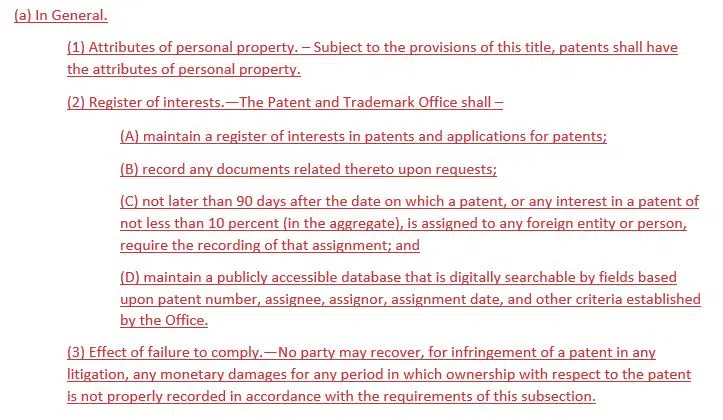 (a) In General.
(1) Attributes of personal property. – Subject to the provisions of this title, patents shall have
the attributes of personal property.
(2) Register of interests.—The Patent and Trademark Office shall –
(A) maintain a register of interests in patents and applications for patents;
(B) record any documents related thereto upon requests;
(C) not later than 90 days after the date on which a patent, or any interest in a patent of
not less than 10 percent (in the aggregate), is assigned to any foreign entity or person,
require the recording of that assignment; and
(D) maintain a publicly accessible database that is digitally searchable by fields based
upon patent number, assignee, assignor, assignment date, and other criteria established
by the Office.
(3) Effect of failure to comply.—No party may recover, for infringement of a patent in any
litigation, any monetary damages for any period in which ownership with respect to the patent
is not properly recorded in accordance with the requirements of this subsection.